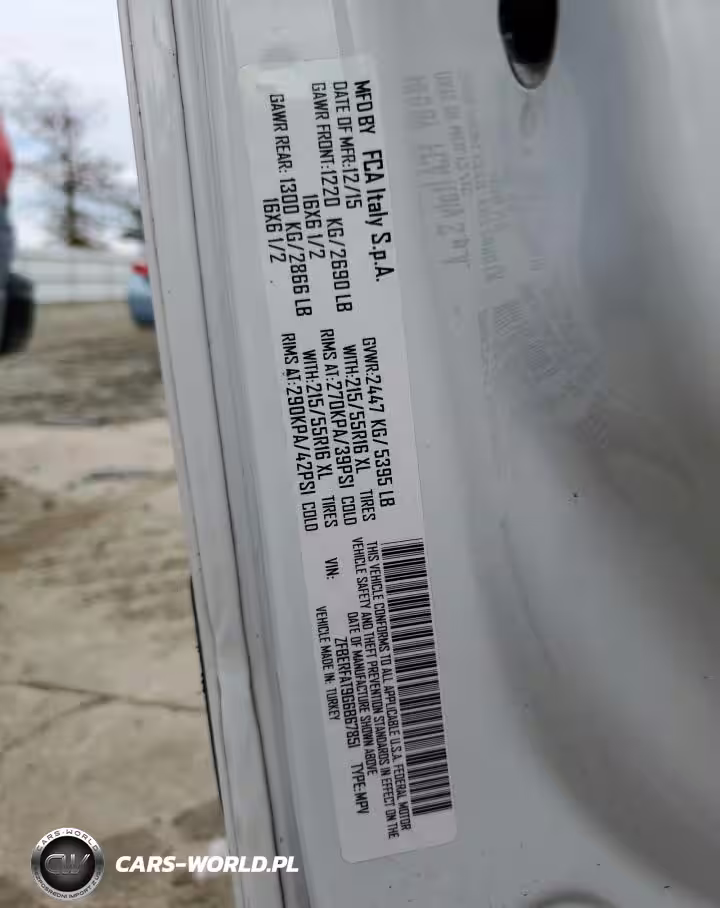 MFD BY FCA Italy S.p.A.
DATE OF MFR:12/15 GVWR:2447 KG/5395 LB
GAWR FRONT:1220 KG/2690 LB WITH:215/55R16 XL TIRES
16X6 1/2 RIMS AT:270KPA/39PSI COLD
GAWR REAR: 1300 KG/2866 LB WITH:215/55R16 XL TIRES
16X6 1/2 RIMS AT:290KPA/42PSI COLD
THIS VEHICLE CONFORMS TO ALL APPLICABLE U.S.A. FEDERAL MOTOR
VEHICLE SAFETY AND THEFT PREVENTION STANDARDS IN EFFECT ON THE
DATE OF MANUFACTURE SHOWN ABOVE
VIN: ZFBERFAT9G6B67851 TYPE:MPV
VEHICLE MADE IN: TURKEY
CARS-WORLD
CW
CARS-WORLD.PL